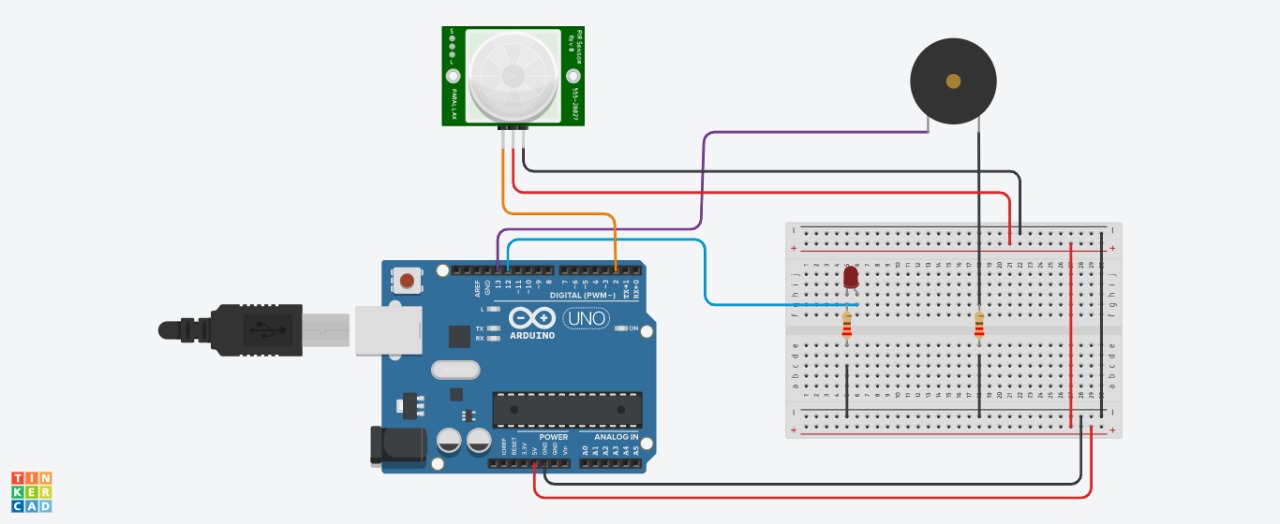 PIR Sensor
Rev B
555-28027
PARALLAX
AREF
GND
13
12
~11
~10
~9
8
7
~6
~5
4
~3
2
TX→1
RX←0
DIGITAL (PWM~)
L
TX
RX
UNO
ON
ARDUINO
POWER
ANALOG IN
IOREF
RESET
3.3V
5V
GND
GND
Vin
A0
A1
A2
A3
A4
A5
TIN
KER
CAD